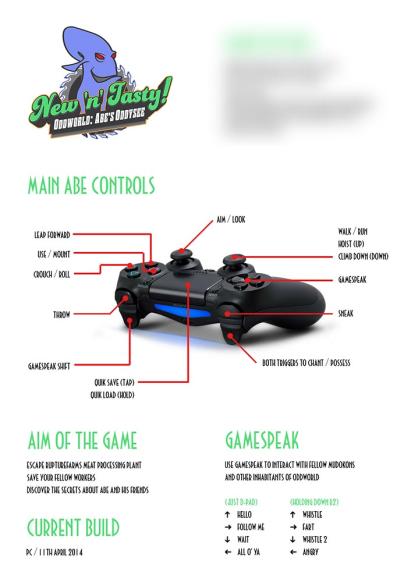 New 'n' Tasty!
ODDWORLD: ABE'S ODDYSEE
MAIN ABE CONTROLS
AIM / LOOK
LEAP FORWARD
USE / MOUNT
CROUCH / ROLL
THROW
GAMESPEAK SHIFT
QUIK SAVE (TAP)
QUIK LOAD (HOLD)
WALK / RUN
HOIST (UP)
CLIMB DOWN (DOWN)
GAMESPEAK
SNEAK
BOTH TRIGGERS TO CHANT / POSSESS
AIM OF THE GAME
ESCAPE RUPTUREFARMS MEAT PROCESSING PLANT
SAVE YOUR FELLOW WORKERS
DISCOVER THE SECRETS ABOUT ABE AND HIS FRIENDS
CURRENT BUILD
PC / 11TH APRIL 2014
GAMESPEAK
USE GAMESPEAK TO INTERACT WITH FELLOW MUDOKONS
AND OTHER INHABITANTS OF ODDWORLD
(JUST D-PAD) (HOLDING DOWN R2)
↑ HELLO ↑ WHISTLE
→ FOLLOW ME → FART
↓ WAIT ↓ WHISTLE 2
← ALL O' YA ← ANGRY